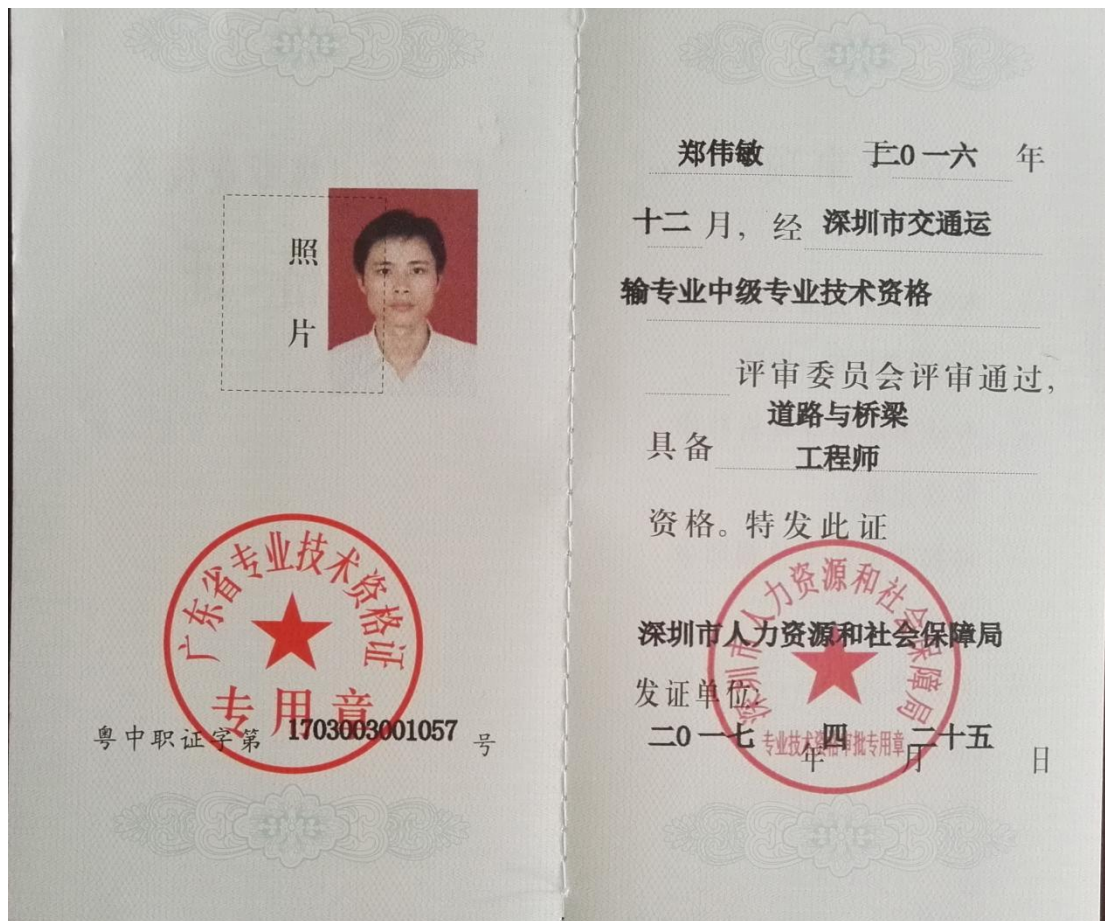 照
片
广东省专业技术资格证
专用章
粤中职证字第 1703003001057 号
郑伟敏 于二0一六 年
十二 月，经 深圳市交通运
输专业中级专业技术资格
评审委员会评审通过，
道路与桥梁
具备 工程师
资格。特发此证
深圳市人力资源和社会保障局
深圳市人力资源和社会保障局
发证单位：
专业技术资格审批专用章
二0一七 年 四 月 二十五 日